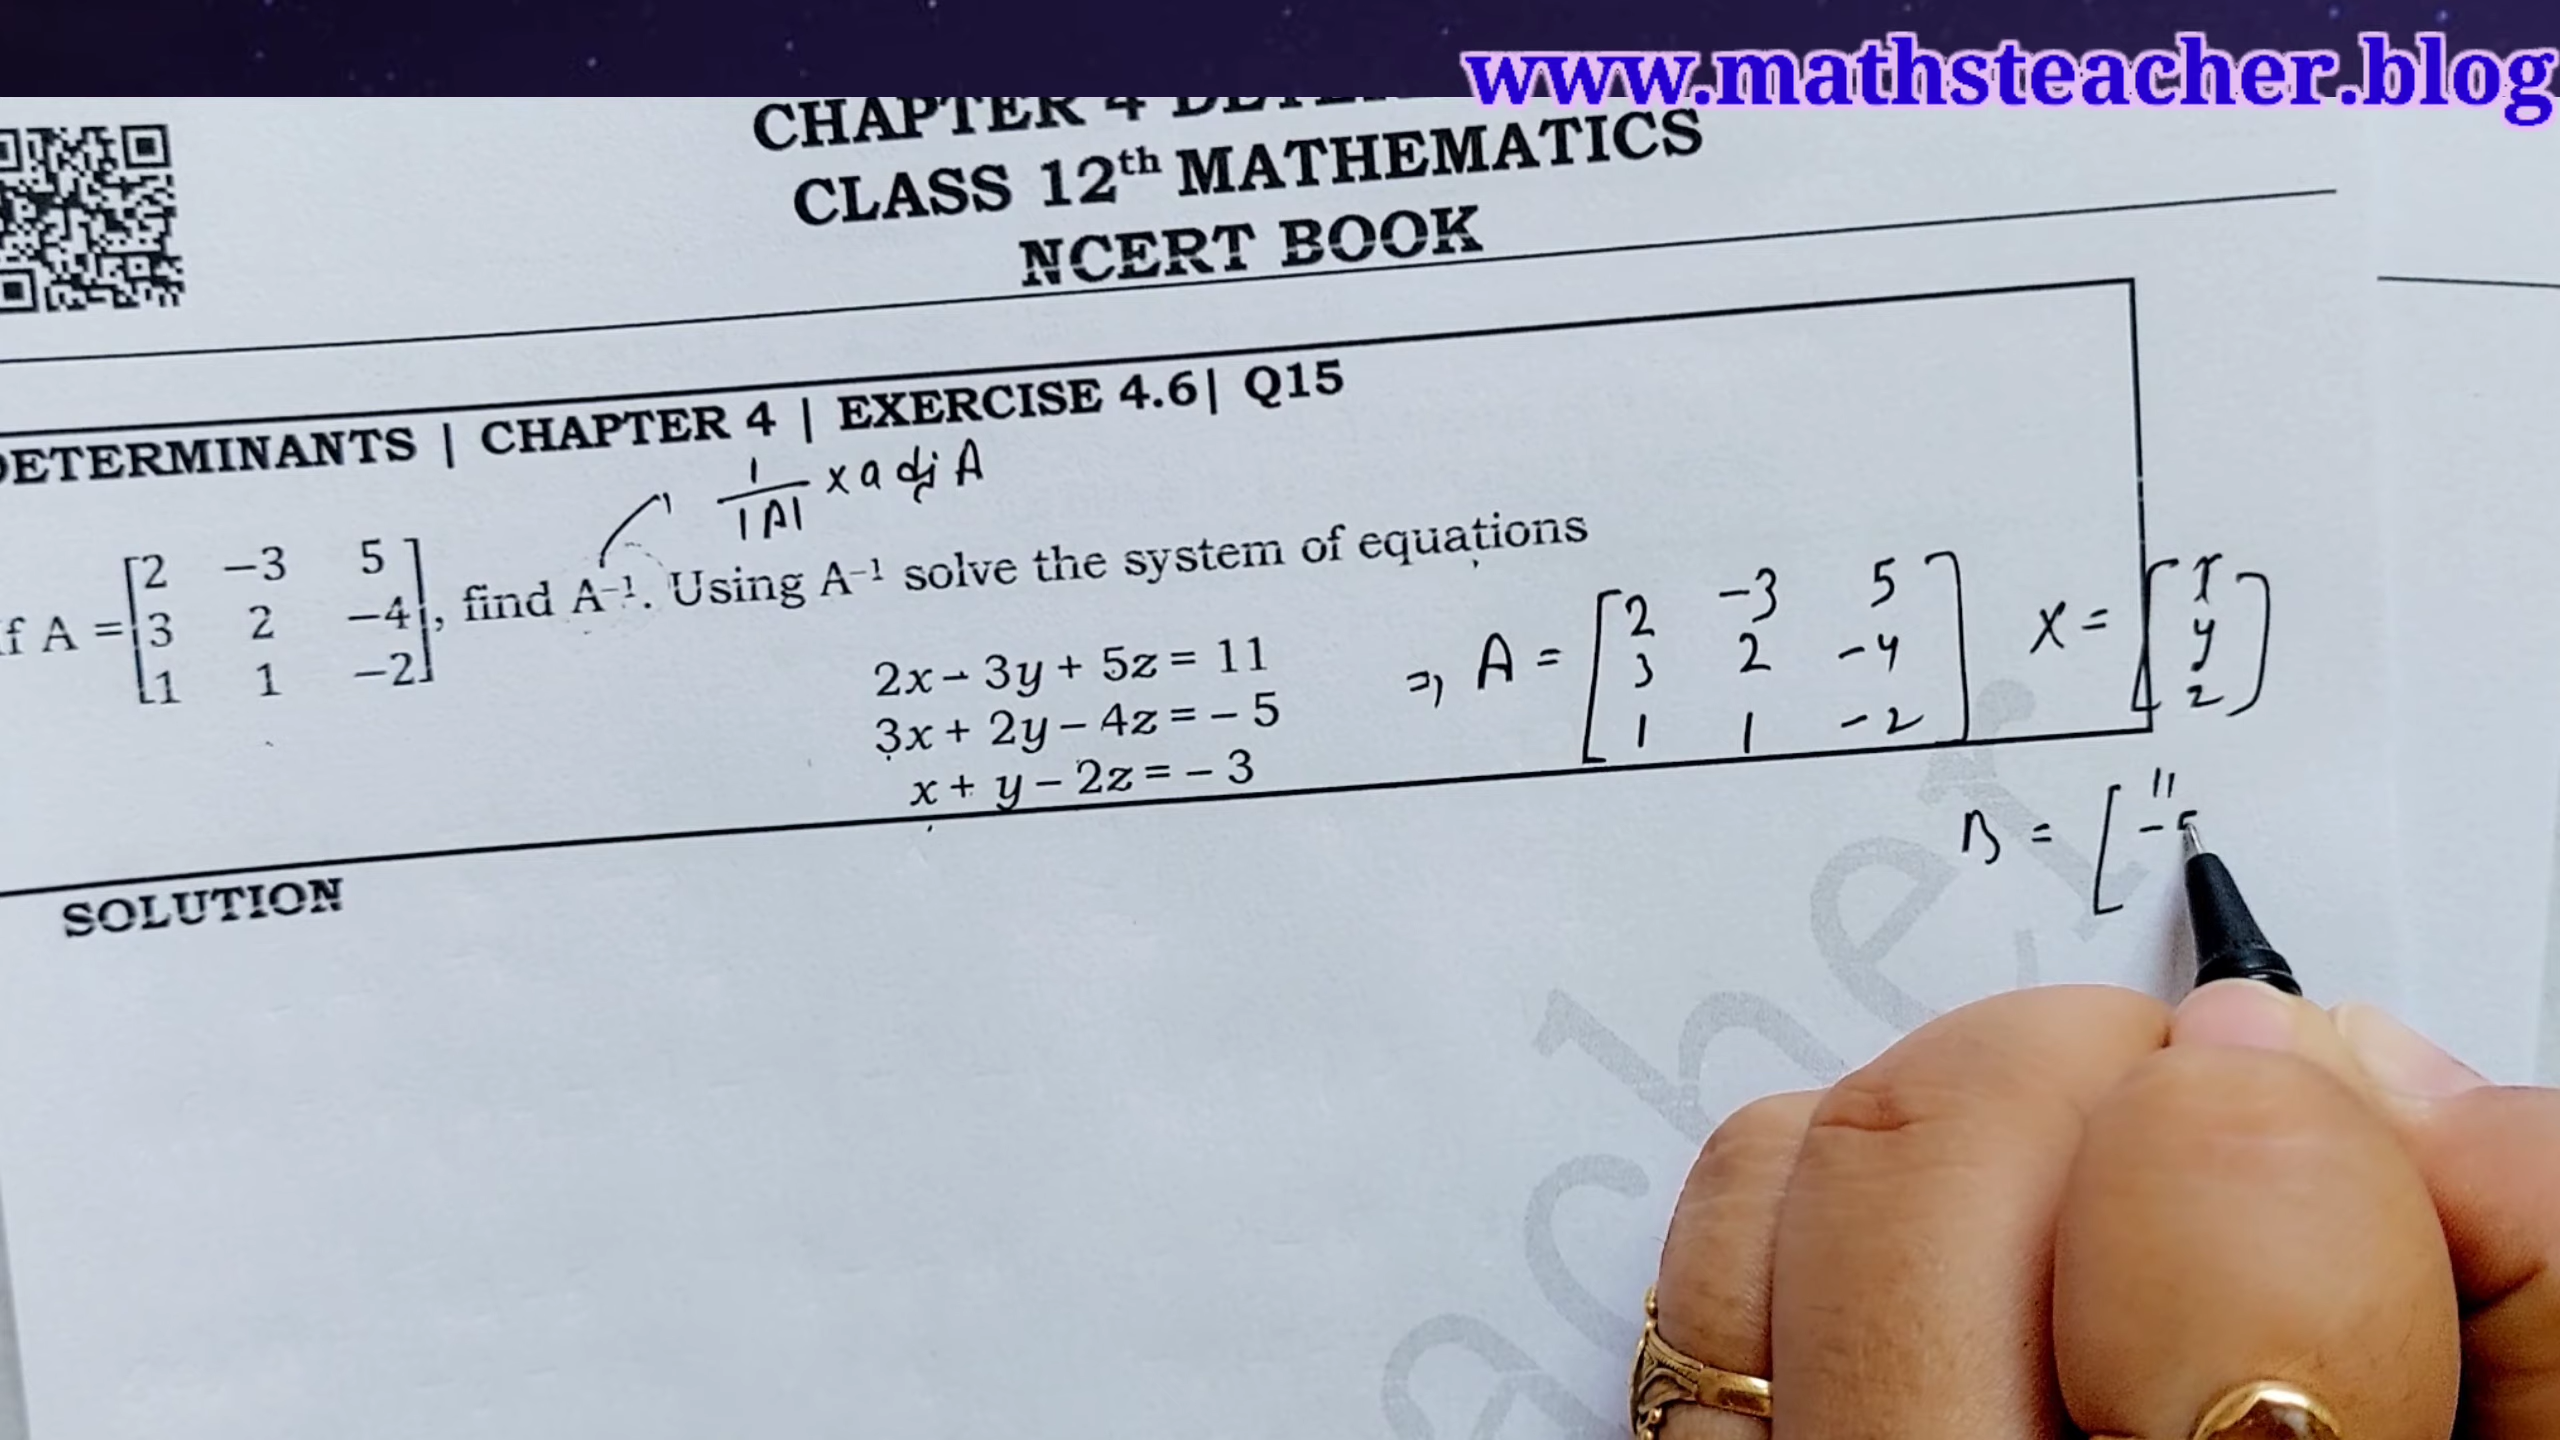 www.mathsteacher.blog
CHAPTER 4
CLASS 12th MATHEMATICS
NCERT BOOK
DETERMINANTS | CHAPTER 4 | EXERCISE 4.6| Q15
1/|A| x adj A
f A = [2 −3 5; 3 2 −4; 1 1 −2], find A⁻¹. Using A⁻¹ solve the system of equations
2x − 3y + 5z = 11
3x + 2y − 4z = − 5
x + y − 2z = − 3
⇒, A = [2 -3 5; 3 2 -4; 1 1 -2] X = [x; y; z]
B = [11; -5
SOLUTION